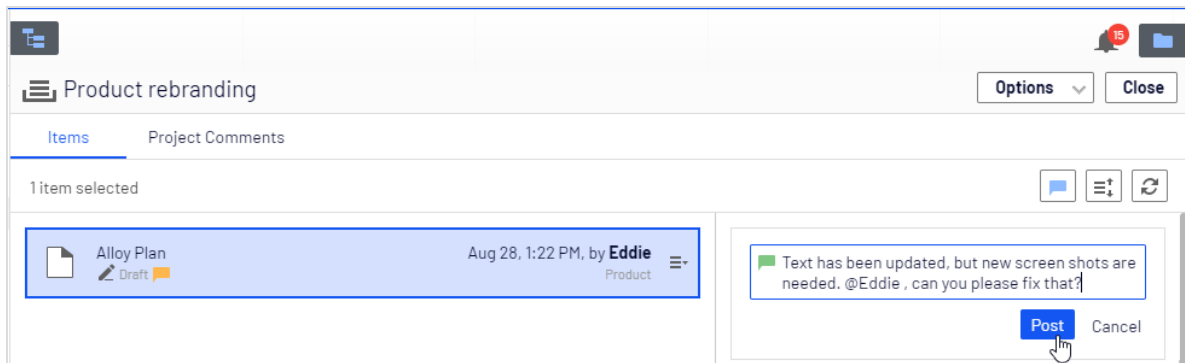 15
Product rebranding
Options
Close
Items
Project Comments
1 item selected
Alloy Plan
Aug 28, 1:22 PM, by Eddie
Draft
Product
Text has been updated, but new screen shots are
needed. @Eddie , can you please fix that?
Post
Cancel